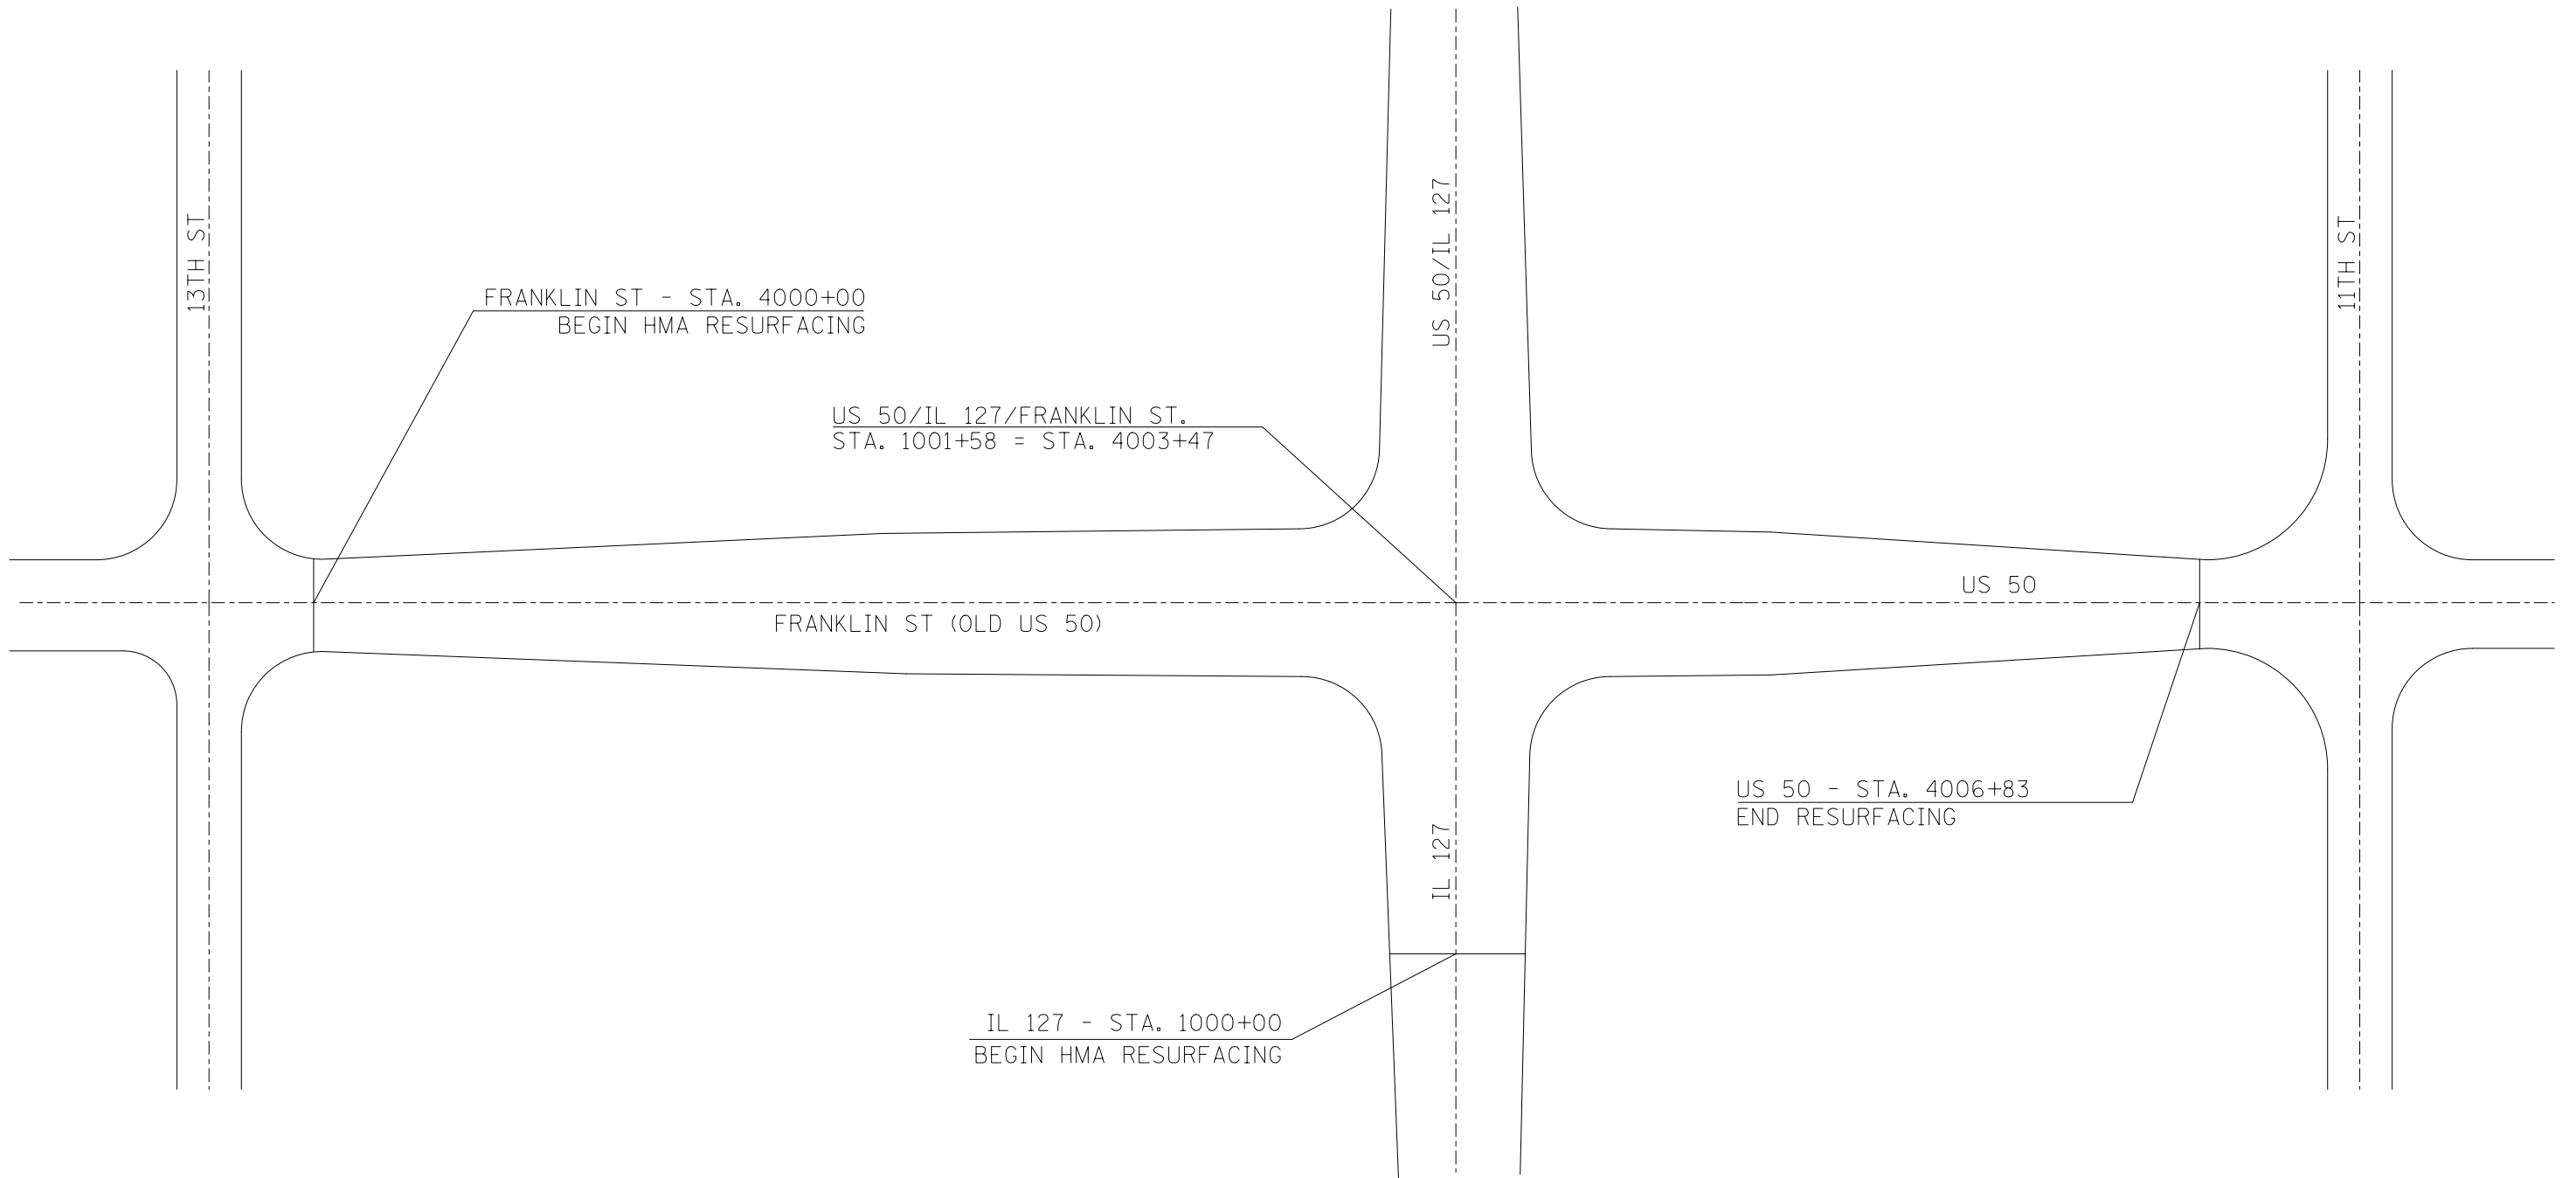 13TH ST
US 50/IL 127
11TH ST
FRANKLIN ST - STA. 4000+00
BEGIN HMA RESURFACING
US 50/IL 127/FRANKLIN ST.
STA. 1001+58 = STA. 4003+47
US 50
FRANKLIN ST (OLD US 50)
US 50 - STA. 4006+83
END RESURFACING
IL 127
IL 127 - STA. 1000+00
BEGIN HMA RESURFACING